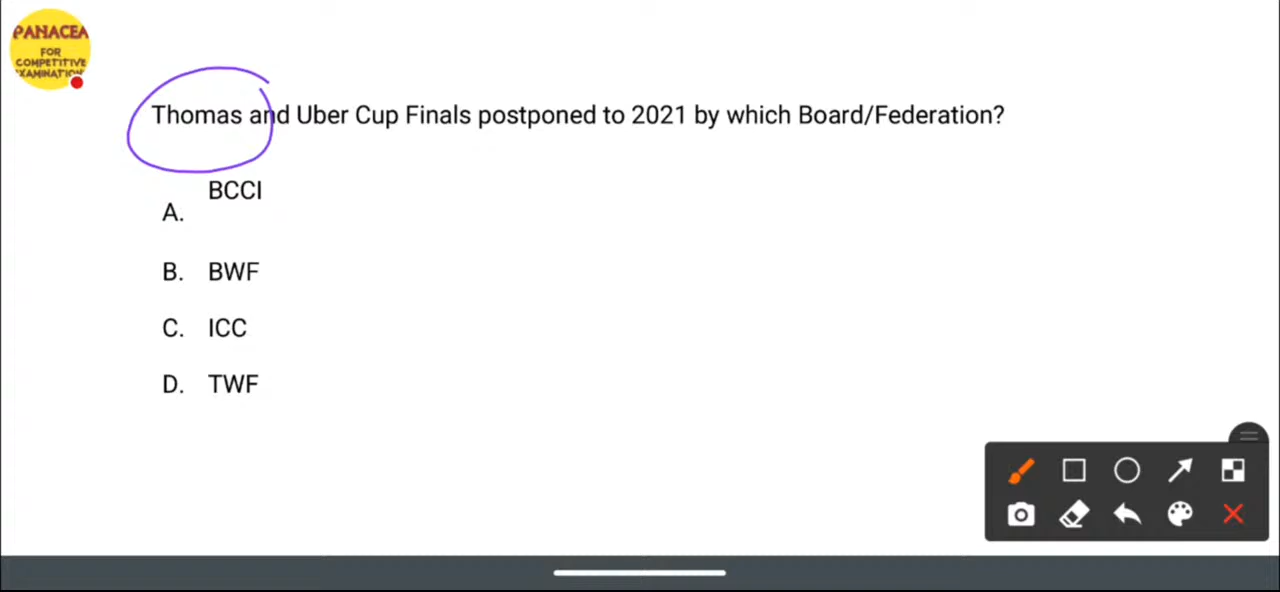 PANACEA
FOR
COMPETITIVE
EXAMINATION
Thomas and Uber Cup Finals postponed to 2021 by which Board/Federation?
A. BCCI
B. BWF
C. ICC
D. TWF